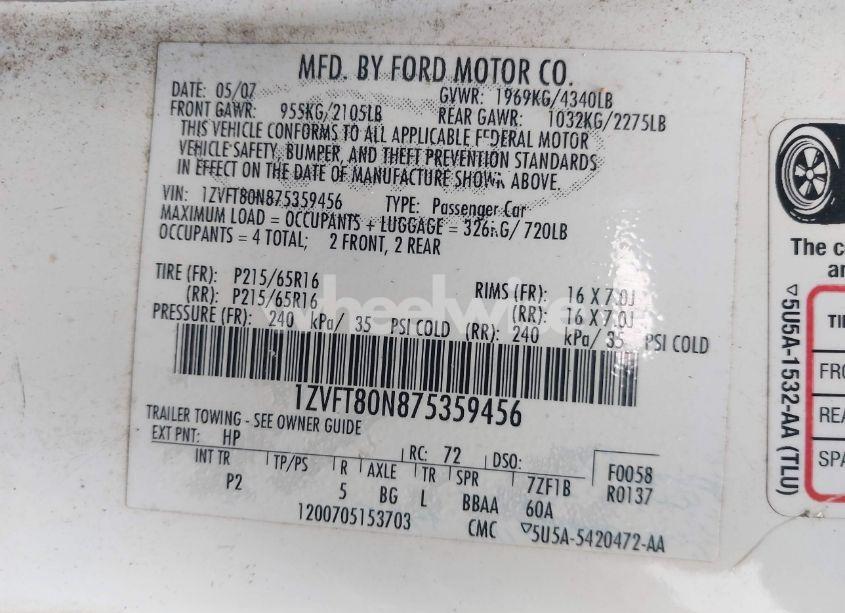 MFD. BY FORD MOTOR CO.
DATE: 05/07 GVWR: 1969KG/4340LB
FRONT GAWR: 955KG/2105LB REAR GAWR: 1032KG/2275LB
THIS VEHICLE CONFORMS TO ALL APPLICABLE FEDERAL MOTOR
VEHICLE SAFETY, BUMPER, AND THEFT PREVENTION STANDARDS
IN EFFECT ON THE DATE OF MANUFACTURE SHOWN ABOVE.
VIN: 1ZVFT80N875359456 TYPE: Passenger Car
MAXIMUM LOAD = OCCUPANTS + LUGGAGE = 326KG/720LB
OCCUPANTS = 4 TOTAL; 2 FRONT, 2 REAR
TIRE (FR): P215/65R16 RIMS (FR): 16 X 7.0J
(RR): P215/65R16 (RR): 16 X 7.0J
PRESSURE (FR): 240 kPa/ 35 PSI COLD (RR): 240 kPa/ 35 PSI COLD
wheelwise
1ZVFT80N875359456
TRAILER TOWING - SEE OWNER GUIDE
EXT PNT: HP RC: 72 DSO: F0058
INT TR TP/PS R AXLE TR SPR 7ZF1B R0137
P2 5 BG L BBAA 60A
1200705153703 CMC ▽5U5A-5420472-AA
The c
an
▽5U5A-1532-AA (TLU)
TI
FRO
REA
SPA